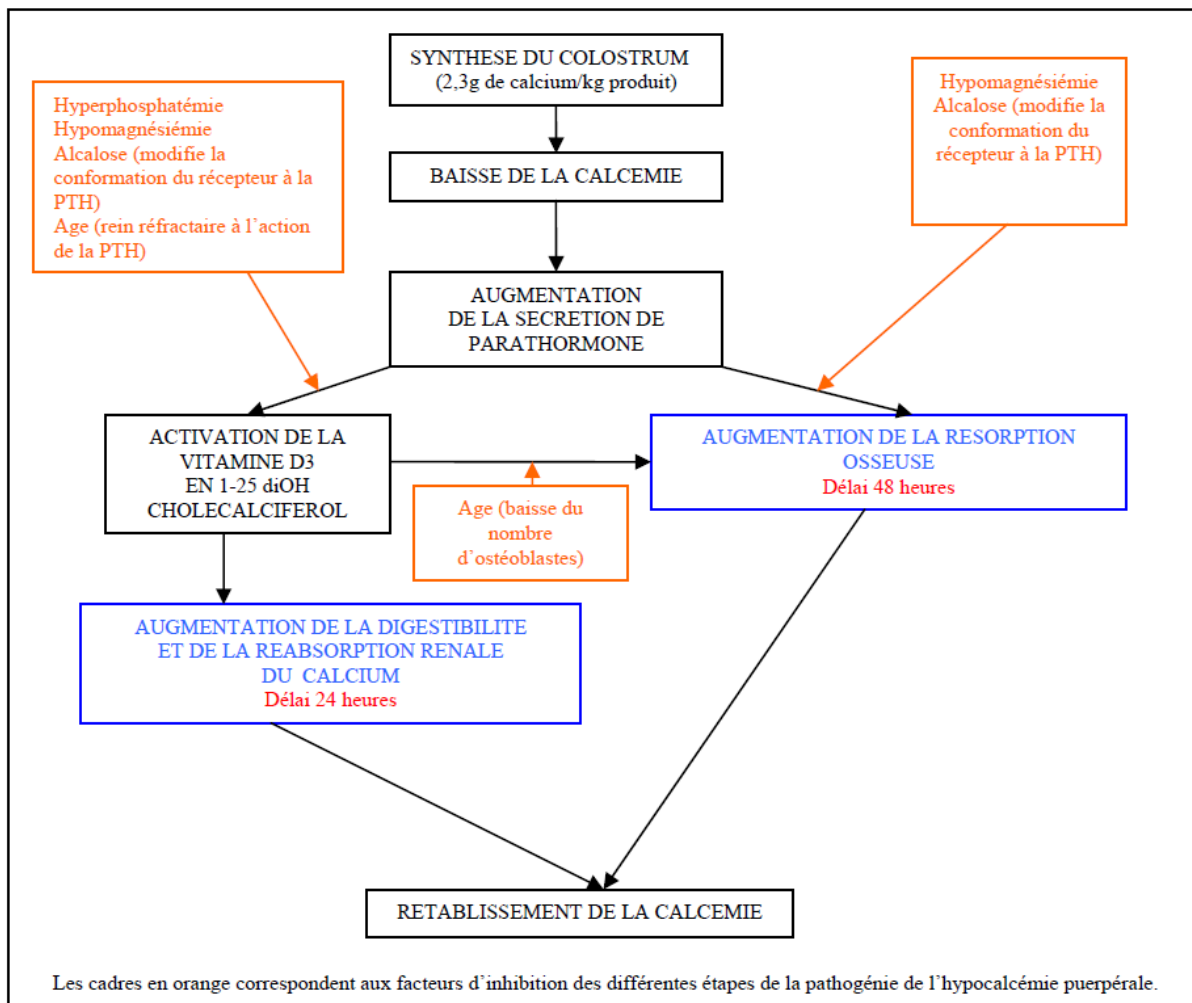 SYNTHESE DU COLOSTRUM
(2,3g de calcium/kg produit)
Hyperphosphatémie
Hypomagnésiémie
Alcalose (modifie la
conformation du récepteur à la
PTH)
Age (rein réfractaire à l'action
de la PTH)
Hypomagnésiémie
Alcalose (modifie la
conformation du
récepteur à la PTH)
BAISSE DE LA CALCEMIE
AUGMENTATION
DE LA SECRETION DE
PARATHORMONE
ACTIVATION DE LA
VITAMINE D3
EN 1-25 diOH
CHOLECALCIFEROL
AUGMENTATION DE LA RESORPTION
OSSEUSE
Délai 48 heures
Age (baisse du
nombre
d'ostéoblastes)
AUGMENTATION DE LA DIGESTIBILITE
ET DE LA REABSORPTION RENALE
DU CALCIUM
Délai 24 heures
RETABLISSEMENT DE LA CALCEMIE
Les cadres en orange correspondent aux facteurs d'inhibition des différentes étapes de la pathogénie de l'hypocalcémie puerpérale.